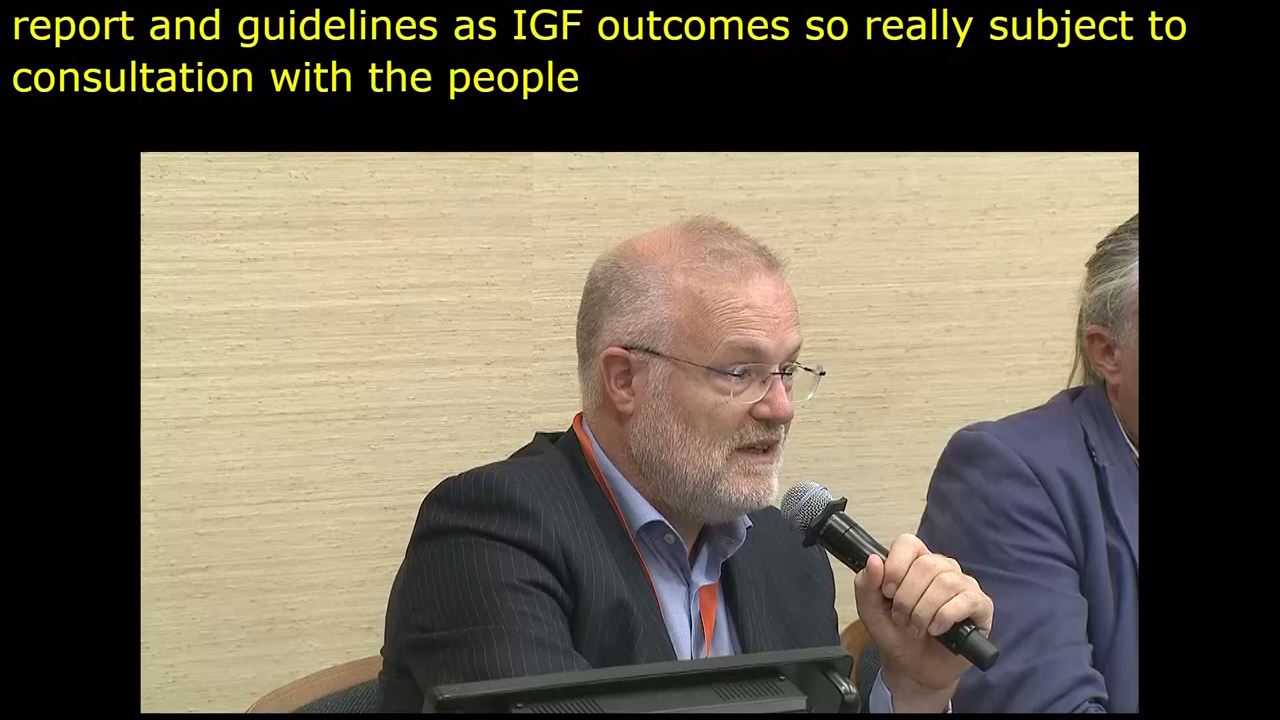 report and guidelines as IGF outcomes so really subject to
consultation with the people